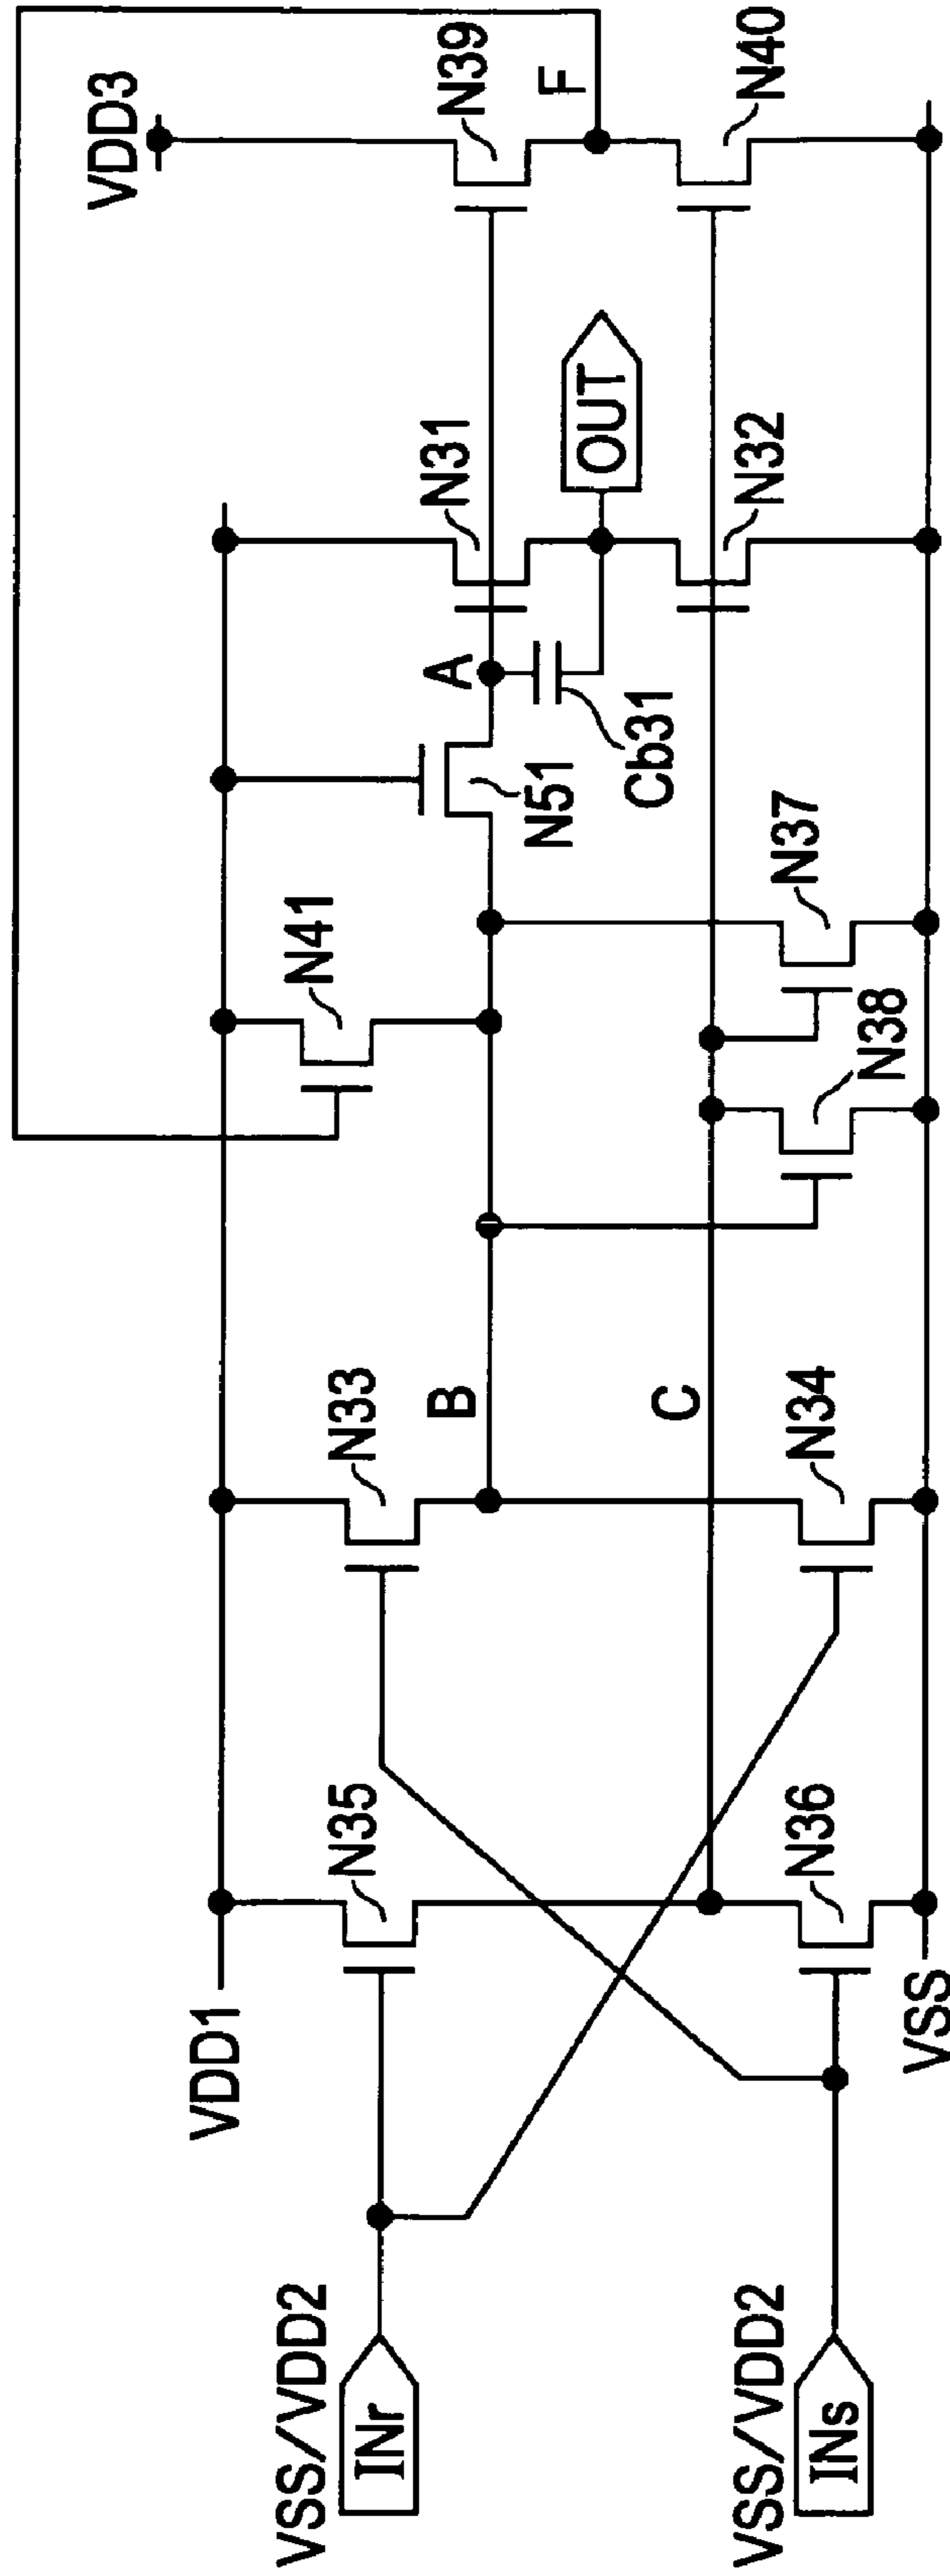 VSS/VDD2
INr
VSS/VDD2
INs
VDD1
VSS
N35
N36
N33
N34
B
C
N41
N38
N37
N51
A
Cb31
N31
N32
OUT
VDD3
N39
F
N40